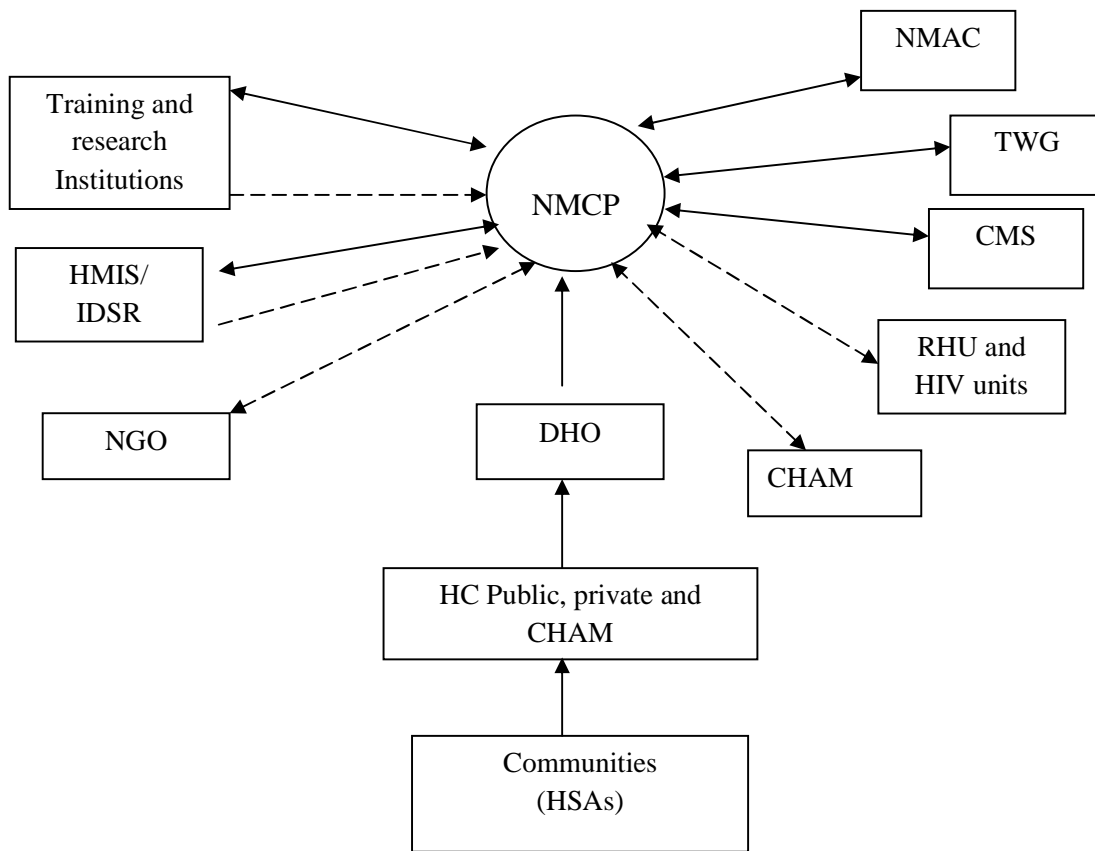 NMAC
Training and
research
Institutions
TWG
NMCP
CMS
HMIS/
IDSR
RHU and
HIV units
NGO
DHO
CHAM
HC Public, private and
CHAM
Communities
(HSAs)